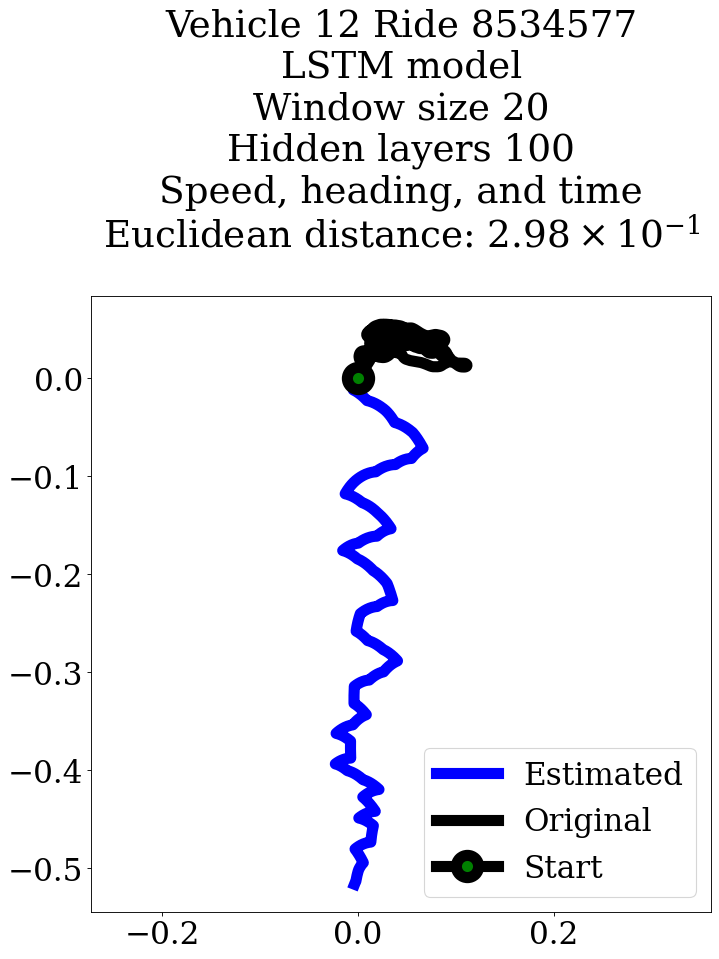 Vehicle 12 Ride 8534577
LSTM model
Window size 20
Hidden layers 100
Speed, heading, and time
Euclidean distance: 2.98 × 10⁻¹
0.0
−0.1
−0.2
−0.3
−0.4
−0.5
Estimated
Original
Start
−0.2 0.0 0.2